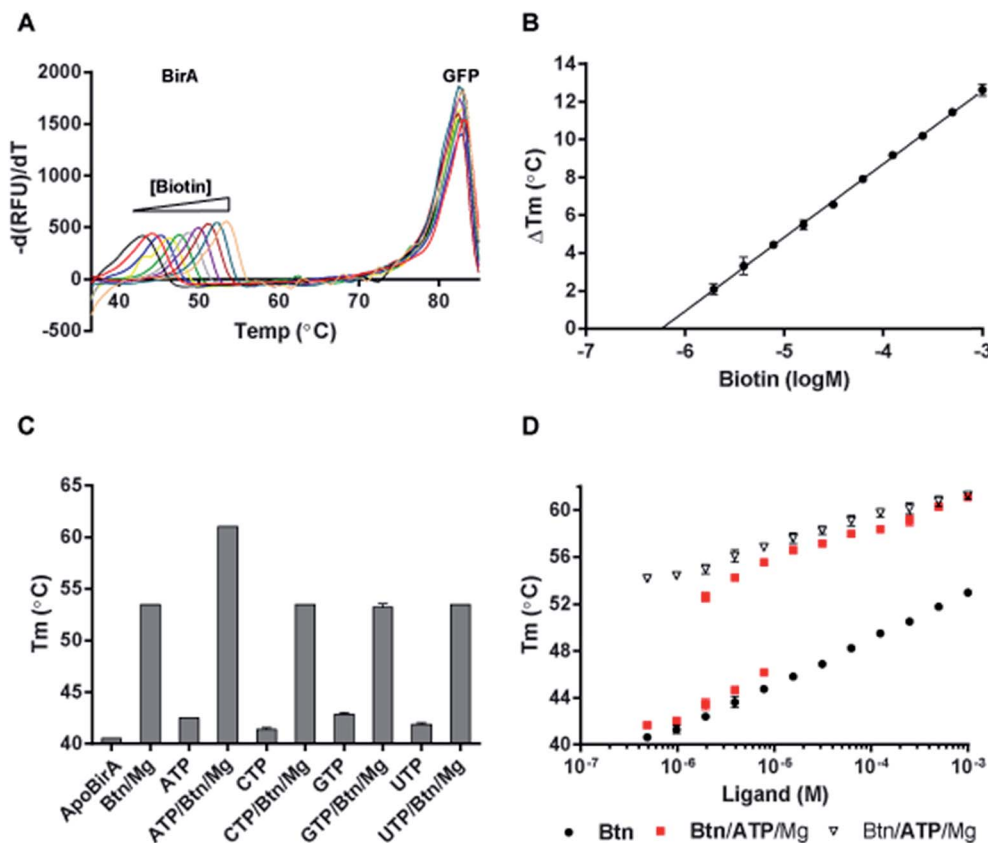 A
BirA
GFP
2000
1500
1000
500
0
-500
-d(RFU)/dT
[Biotin]
40 50 60 70 80
Temp (°C)
B
14
12
10
8
6
4
2
0
ΔTm (°C)
-7 -6 -5 -4 -3
Biotin (logM)
C
65
60
55
50
45
40
Tm (°C)
ApoBirA
Btn/Mg
ATP
ATP/Btn/Mg
CTP
CTP/Btn/Mg
GTP
GTP/Btn/Mg
UTP
UTP/Btn/Mg
D
60
56
52
48
44
40
Tm (°C)
10-7 10-6 10-5 10-4 10-3
Ligand (M)
Btn Btn/ATP/Mg Btn/ATP/Mg